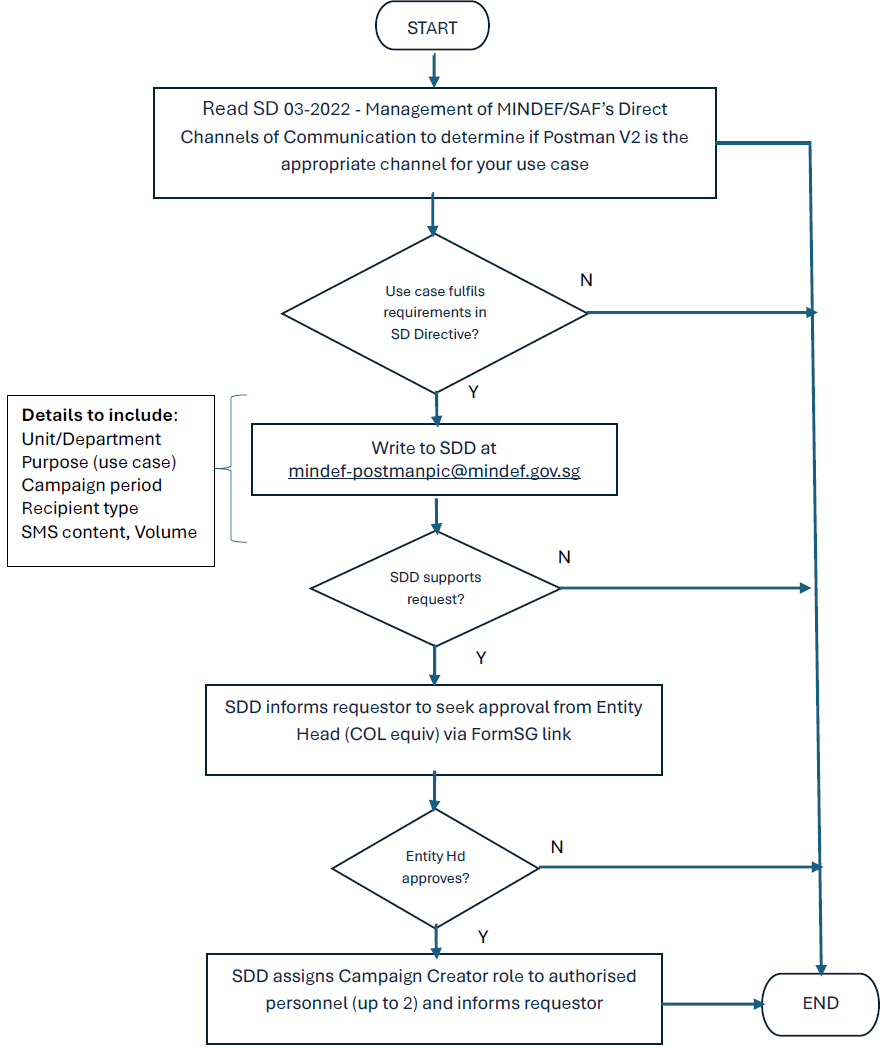 START
Read SD 03-2022 - Management of MINDEF/SAF's Direct
Channels of Communication to determine if Postman V2 is the
appropriate channel for your use case
Use case fulfils
requirements in
SD Directive?
N
Y
Details to include:
Unit/Department
Purpose (use case)
Campaign period
Recipient type
SMS content, Volume
Write to SDD at
mindef-postmanpic@mindef.gov.sg
SDD supports
request?
N
Y
SDD informs requestor to seek approval from Entity
Head (COL equiv) via FormSG link
Entity Hd
approves?
N
Y
SDD assigns Campaign Creator role to authorised
personnel (up to 2) and informs requestor
END